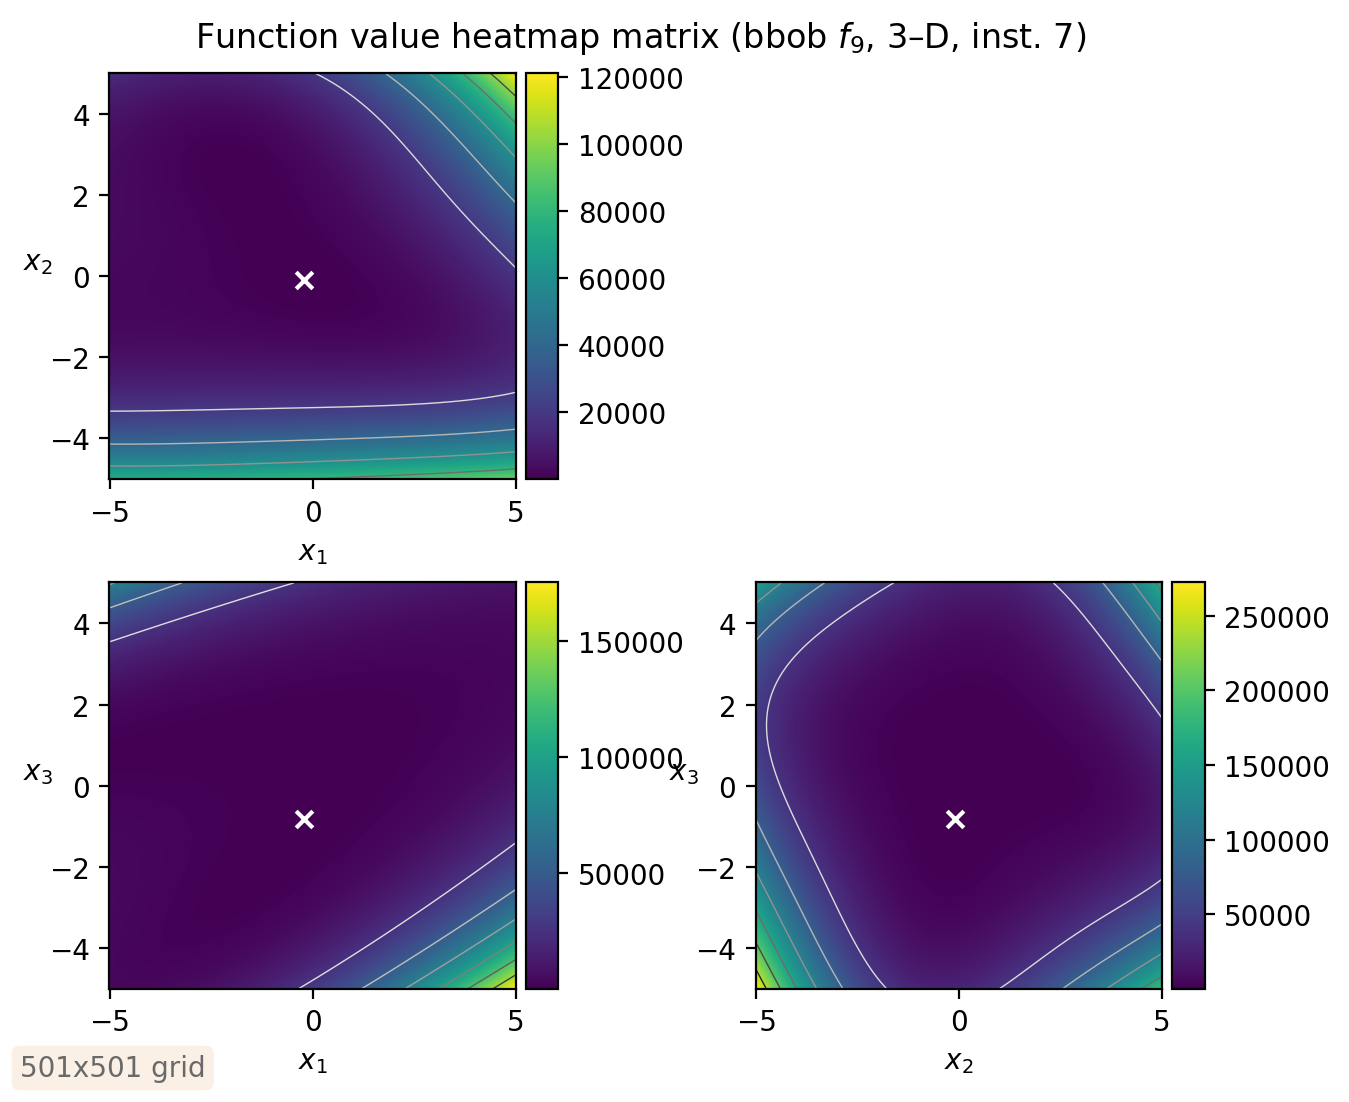 Function value heatmap matrix (bbob f₉, 3–D, inst. 7)
120000
100000
80000
60000
40000
20000
4
2
0
−2
−4
x₂
−5 0 5
x₁
150000
100000
50000
4
2
0
−2
−4
x₃
−5 0 5
x₁
250000
200000
150000
100000
50000
4
2
0
−2
−4
x₃
−5 0 5
x₂
501x501 grid